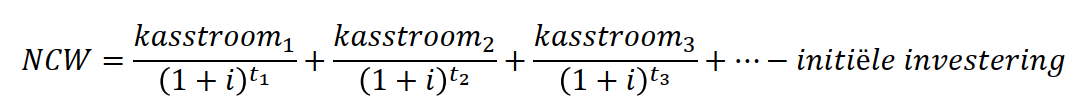 NCW = kasstroom₁/(1 + i)^t₁ + kasstroom₂/(1 + i)^t₂ + kasstroom₃/(1 + i)^t₃ + ⋯ − initiële investering